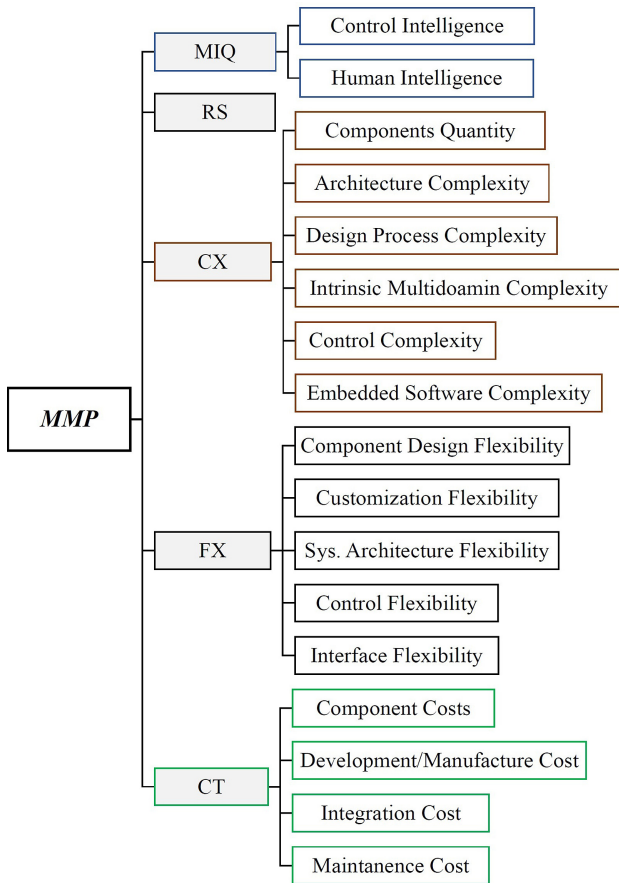 MMP
MIQ
Control Intelligence
Human Intelligence
RS
CX
Components Quantity
Architecture Complexity
Design Process Complexity
Intrinsic Multidoamin Complexity
Control Complexity
Embedded Software Complexity
FX
Component Design Flexibility
Customization Flexibility
Sys. Architecture Flexibility
Control Flexibility
Interface Flexibility
CT
Component Costs
Development/Manufacture Cost
Integration Cost
Maintanence Cost